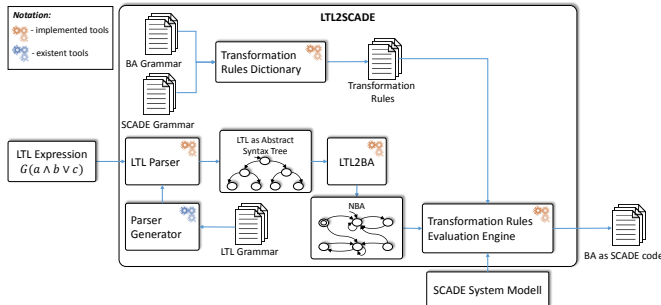 Notation:
- implemented tools
- existent tools
LTL2SCADE
BA Grammar
SCADE Grammar
Transformation
Rules Dictionary
Transformation
Rules
LTL Expression
G(a ∧ b ∨ c)
LTL Parser
LTL as Abstract
Syntax Tree
LTL2BA
Parser
Generator
LTL Grammar
NBA
Transformation Rules
Evaluation Engine
BA as SCADE code
SCADE System Modell